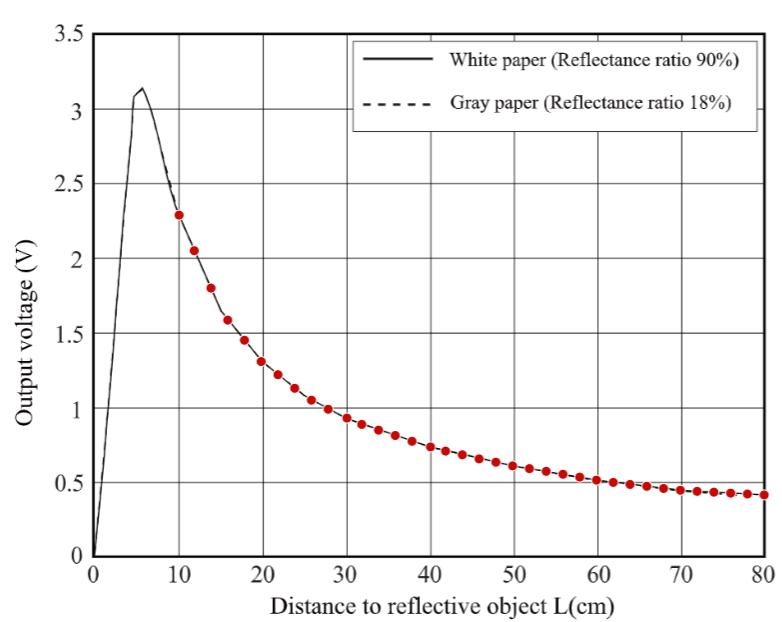 3.5
3
2.5
2
1.5
1
0.5
0
Output voltage (V)
White paper (Reflectance ratio 90%)
Gray paper (Reflectance ratio 18%)
0 10 20 30 40 50 60 70 80
Distance to reflective object L(cm)